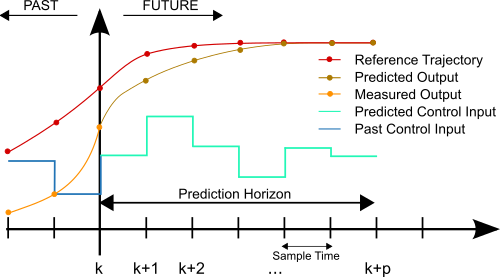 PAST
FUTURE
Reference Trajectory
Predicted Output
Measured Output
Predicted Control Input
Past Control Input
Prediction Horizon
Sample Time
k
k+1
k+2
...
k+p